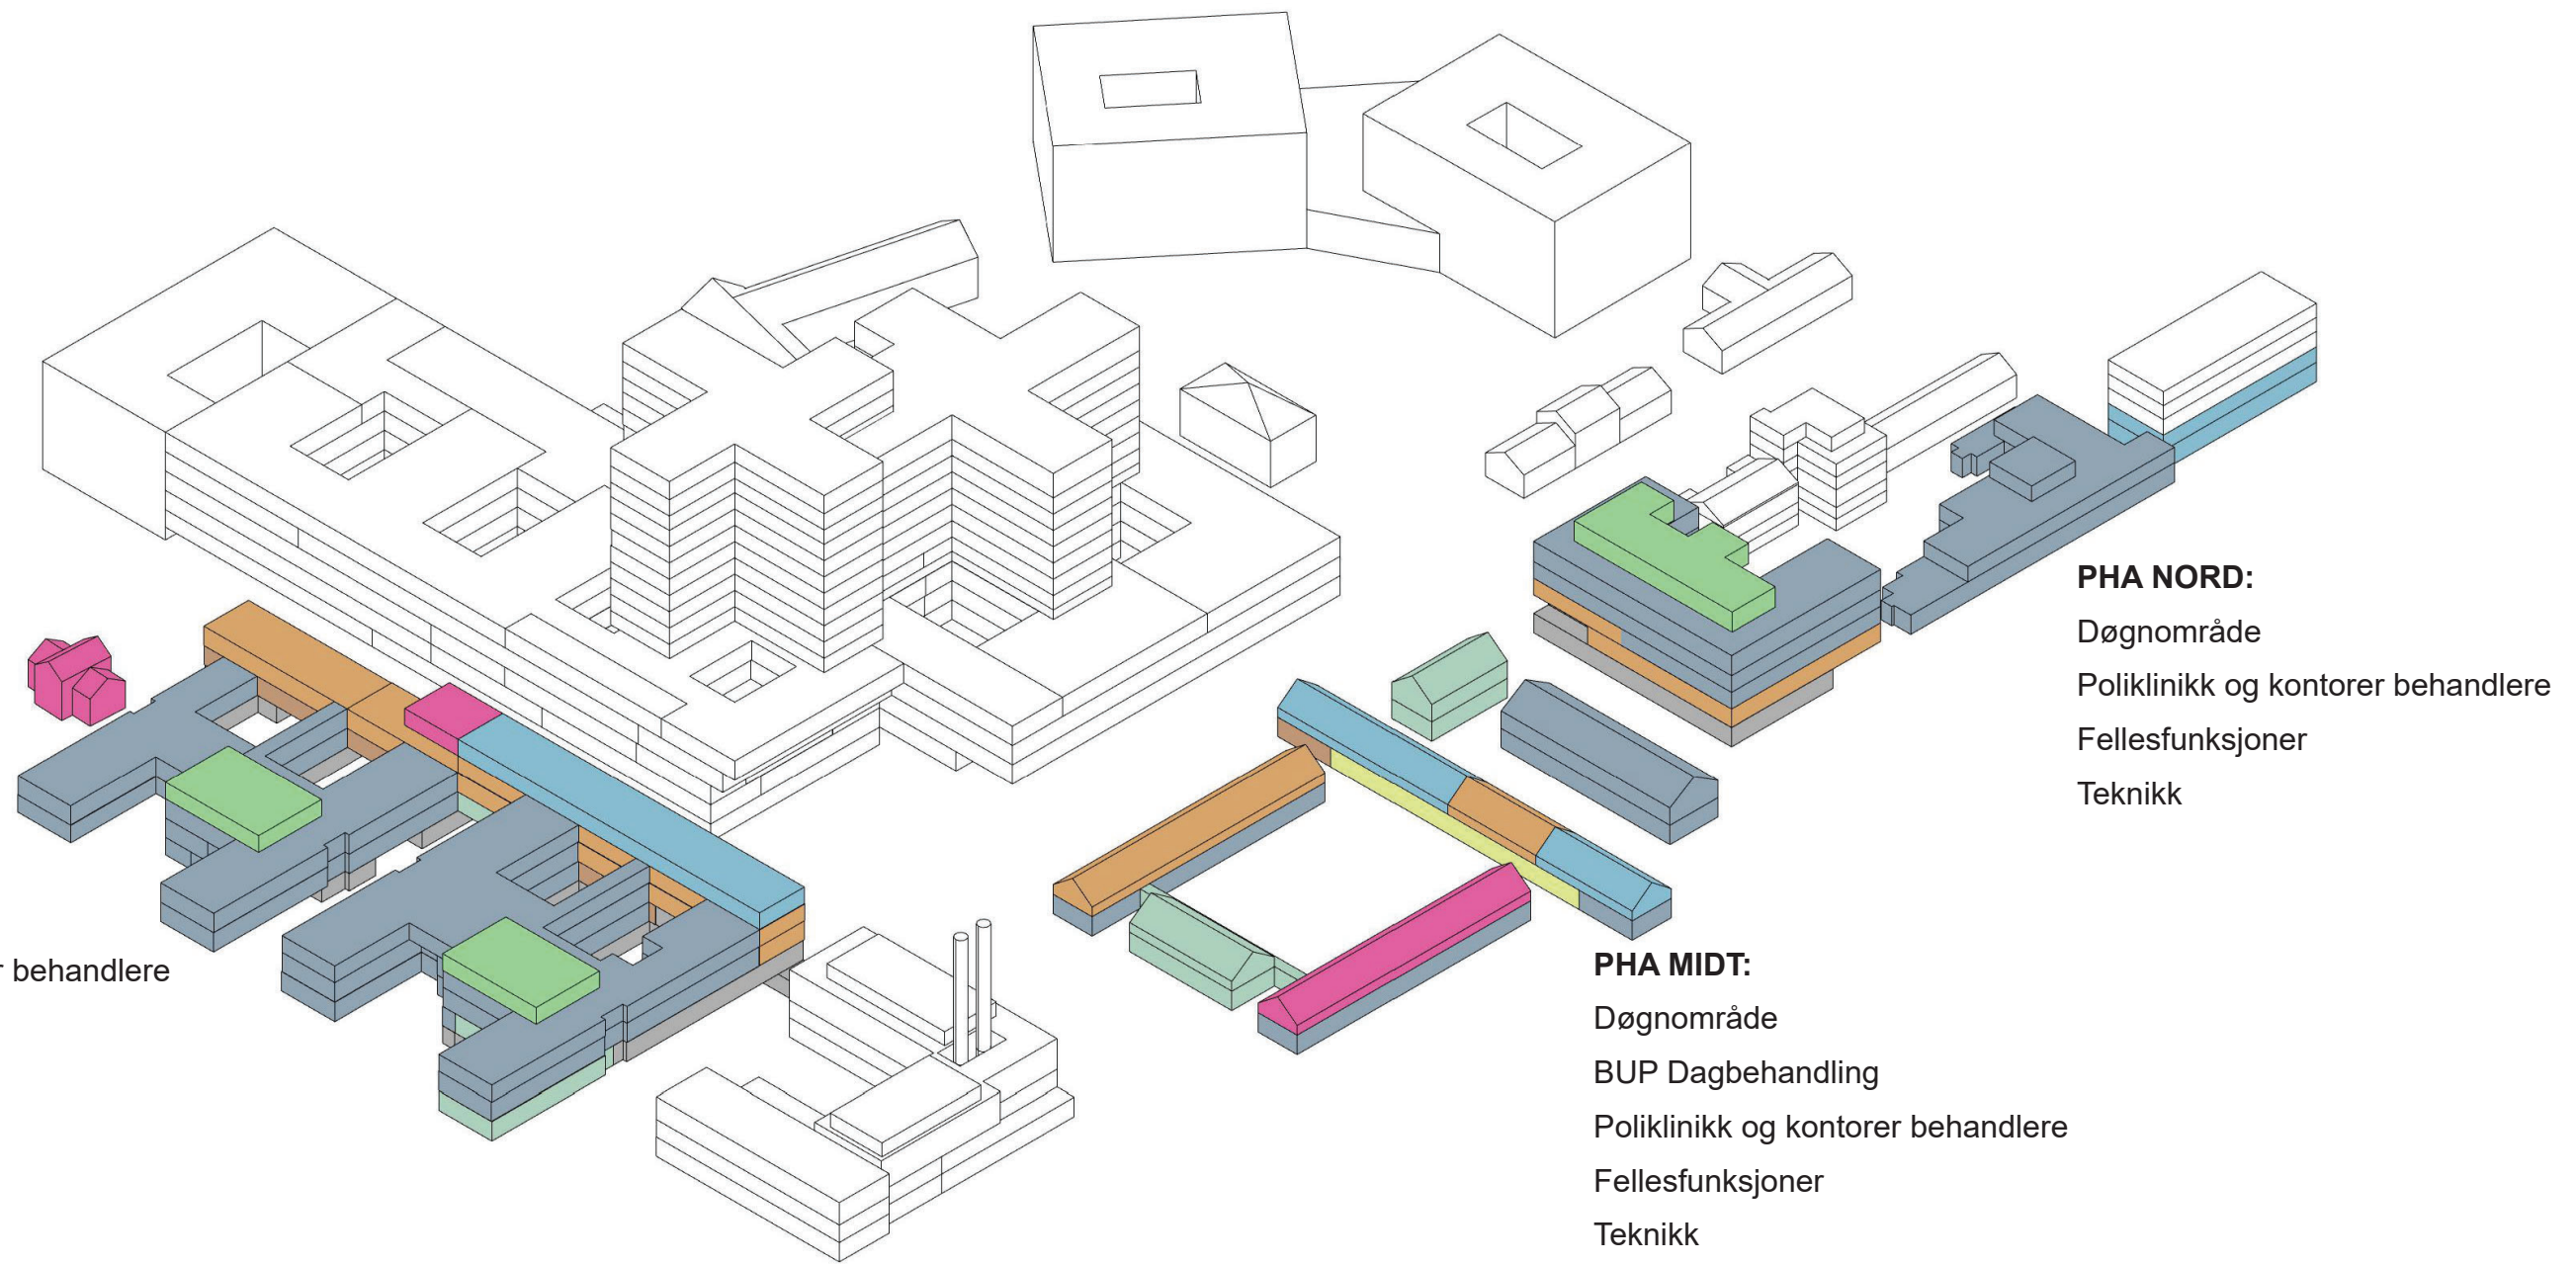 PHA NORD:
Døgnområde
Poliklinikk og kontorer behandlere
Fellesfunksjoner
Teknikk
behandlere
PHA MIDT:
Døgnområde
BUP Dagbehandling
Poliklinikk og kontorer behandlere
Fellesfunksjoner
Teknikk